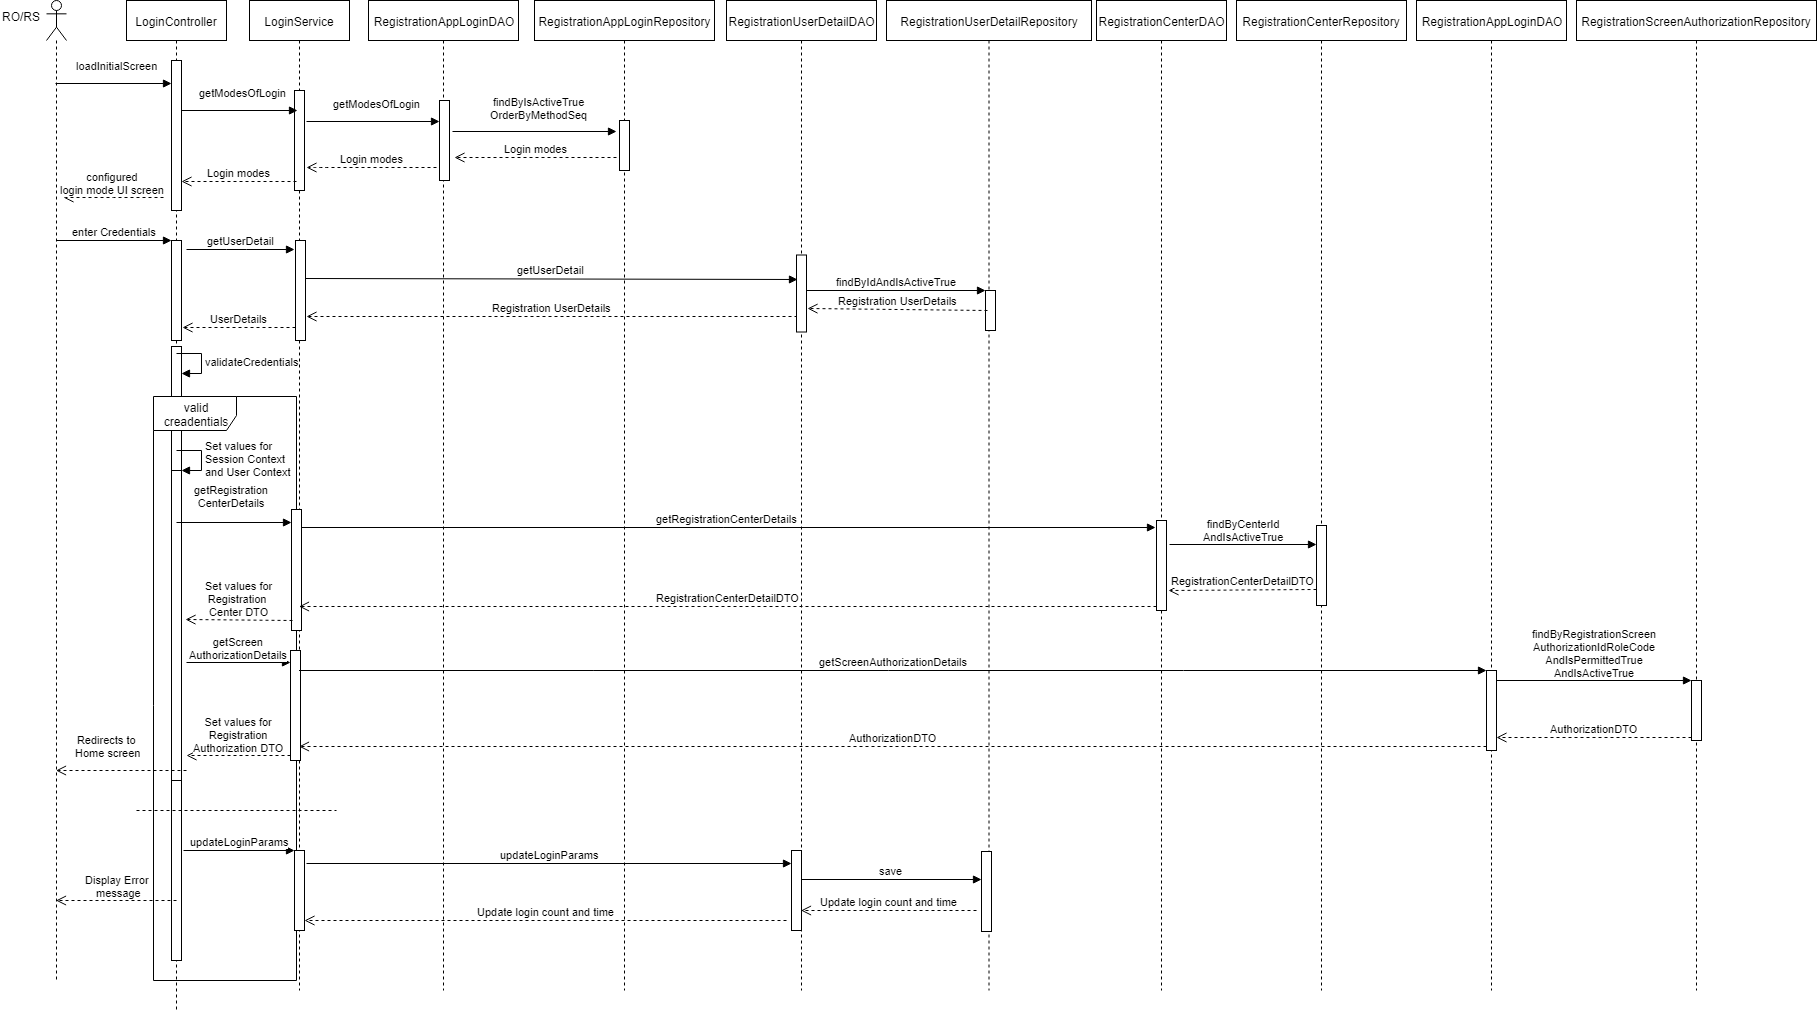 RO/RS
LoginController
LoginService
RegistrationAppLoginDAO
RegistrationAppLoginRepository
RegistrationUserDetailDAO
RegistrationUserDetailRepository
RegistrationCenterDAO
RegistrationCenterRepository
RegistrationAppLoginDAO
RegistrationScreenAuthorizationRepository
loadInitialScreen
getModesOfLogin
getModesOfLogin
findByIsActiveTrue
OrderByMethodSeq
Login modes
Login modes
Login modes
configured
login mode UI screen
enter Credentials
getUserDetail
getUserDetail
findByIdAndIsActiveTrue
Registration UserDetails
Registration UserDetails
UserDetails
validateCredentials
valid
creadentials
Set values for
Session Context
and User Context
getRegistration
CenterDetails
getRegistrationCenterDetails
findByCenterId
AndIsActiveTrue
RegistrationCenterDetailDTO
RegistrationCenterDetailDTO
Set values for
Registration
Center DTO
getScreen
AuthorizationDetails
getScreenAuthorizationDetails
findByRegistrationScreen
AuthorizationIdRoleCode
AndIsPermittedTrue
AndIsActiveTrue
AuthorizationDTO
AuthorizationDTO
Set values for
Registration
Authorization DTO
Redirects to
Home screen
updateLoginParams
updateLoginParams
save
Update login count and time
Update login count and time
Display Error
message